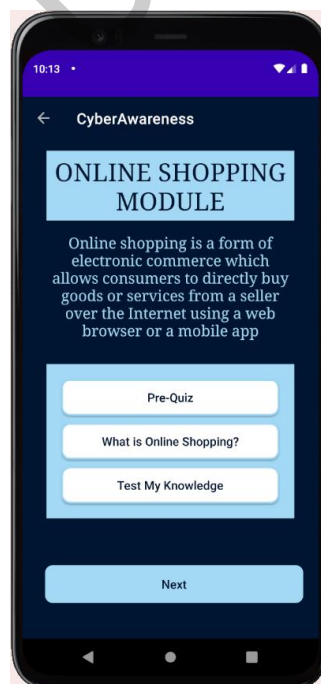 10:13
CyberAwareness
ONLINE SHOPPING
MODULE
Online shopping is a form of
electronic commerce which
allows consumers to directly buy
goods or services from a seller
over the Internet using a web
browser or a mobile app
Pre-Quiz
What is Online Shopping?
Test My Knowledge
Next